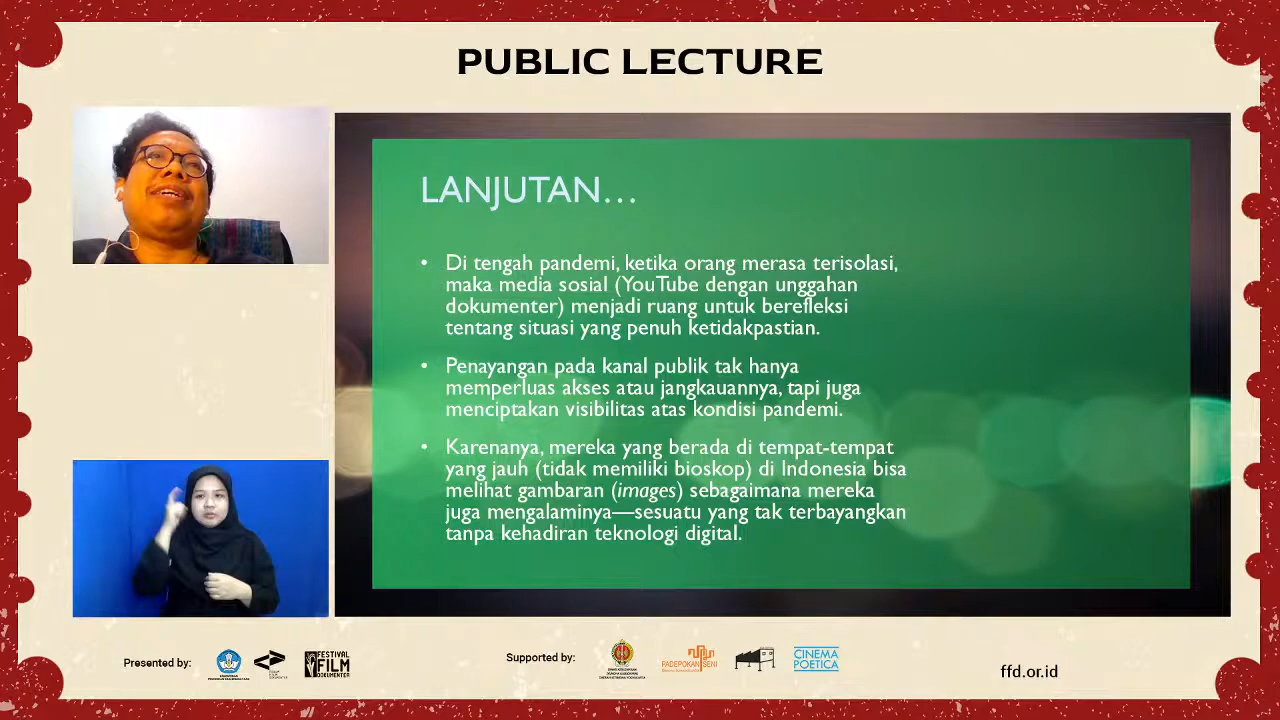 PUBLIC LECTURE
LANJUTAN...
• Di tengah pandemi, ketika orang merasa terisolasi,
maka media sosial (YouTube dengan unggahan
dokumenter) menjadi ruang untuk berefleksi
tentang situasi yang penuh ketidakpastian.
• Penayangan pada kanal publik tak hanya
memperluas akses atau jangkauannya, tapi juga
menciptakan visibilitas atas kondisi pandemi.
• Karenanya, mereka yang berada di tempat-tempat
yang jauh (tidak memiliki bioskop) di Indonesia bisa
melihat gambaran (images) sebagaimana mereka
juga mengalaminya—sesuatu yang tak terbayangkan
tanpa kehadiran teknologi digital.
Presented by:
FESTIVAL
FILM
DOKUMENTER
Supported by:
PADEPOKAN SENI
CINEMA
POETICA
ffd.or.id